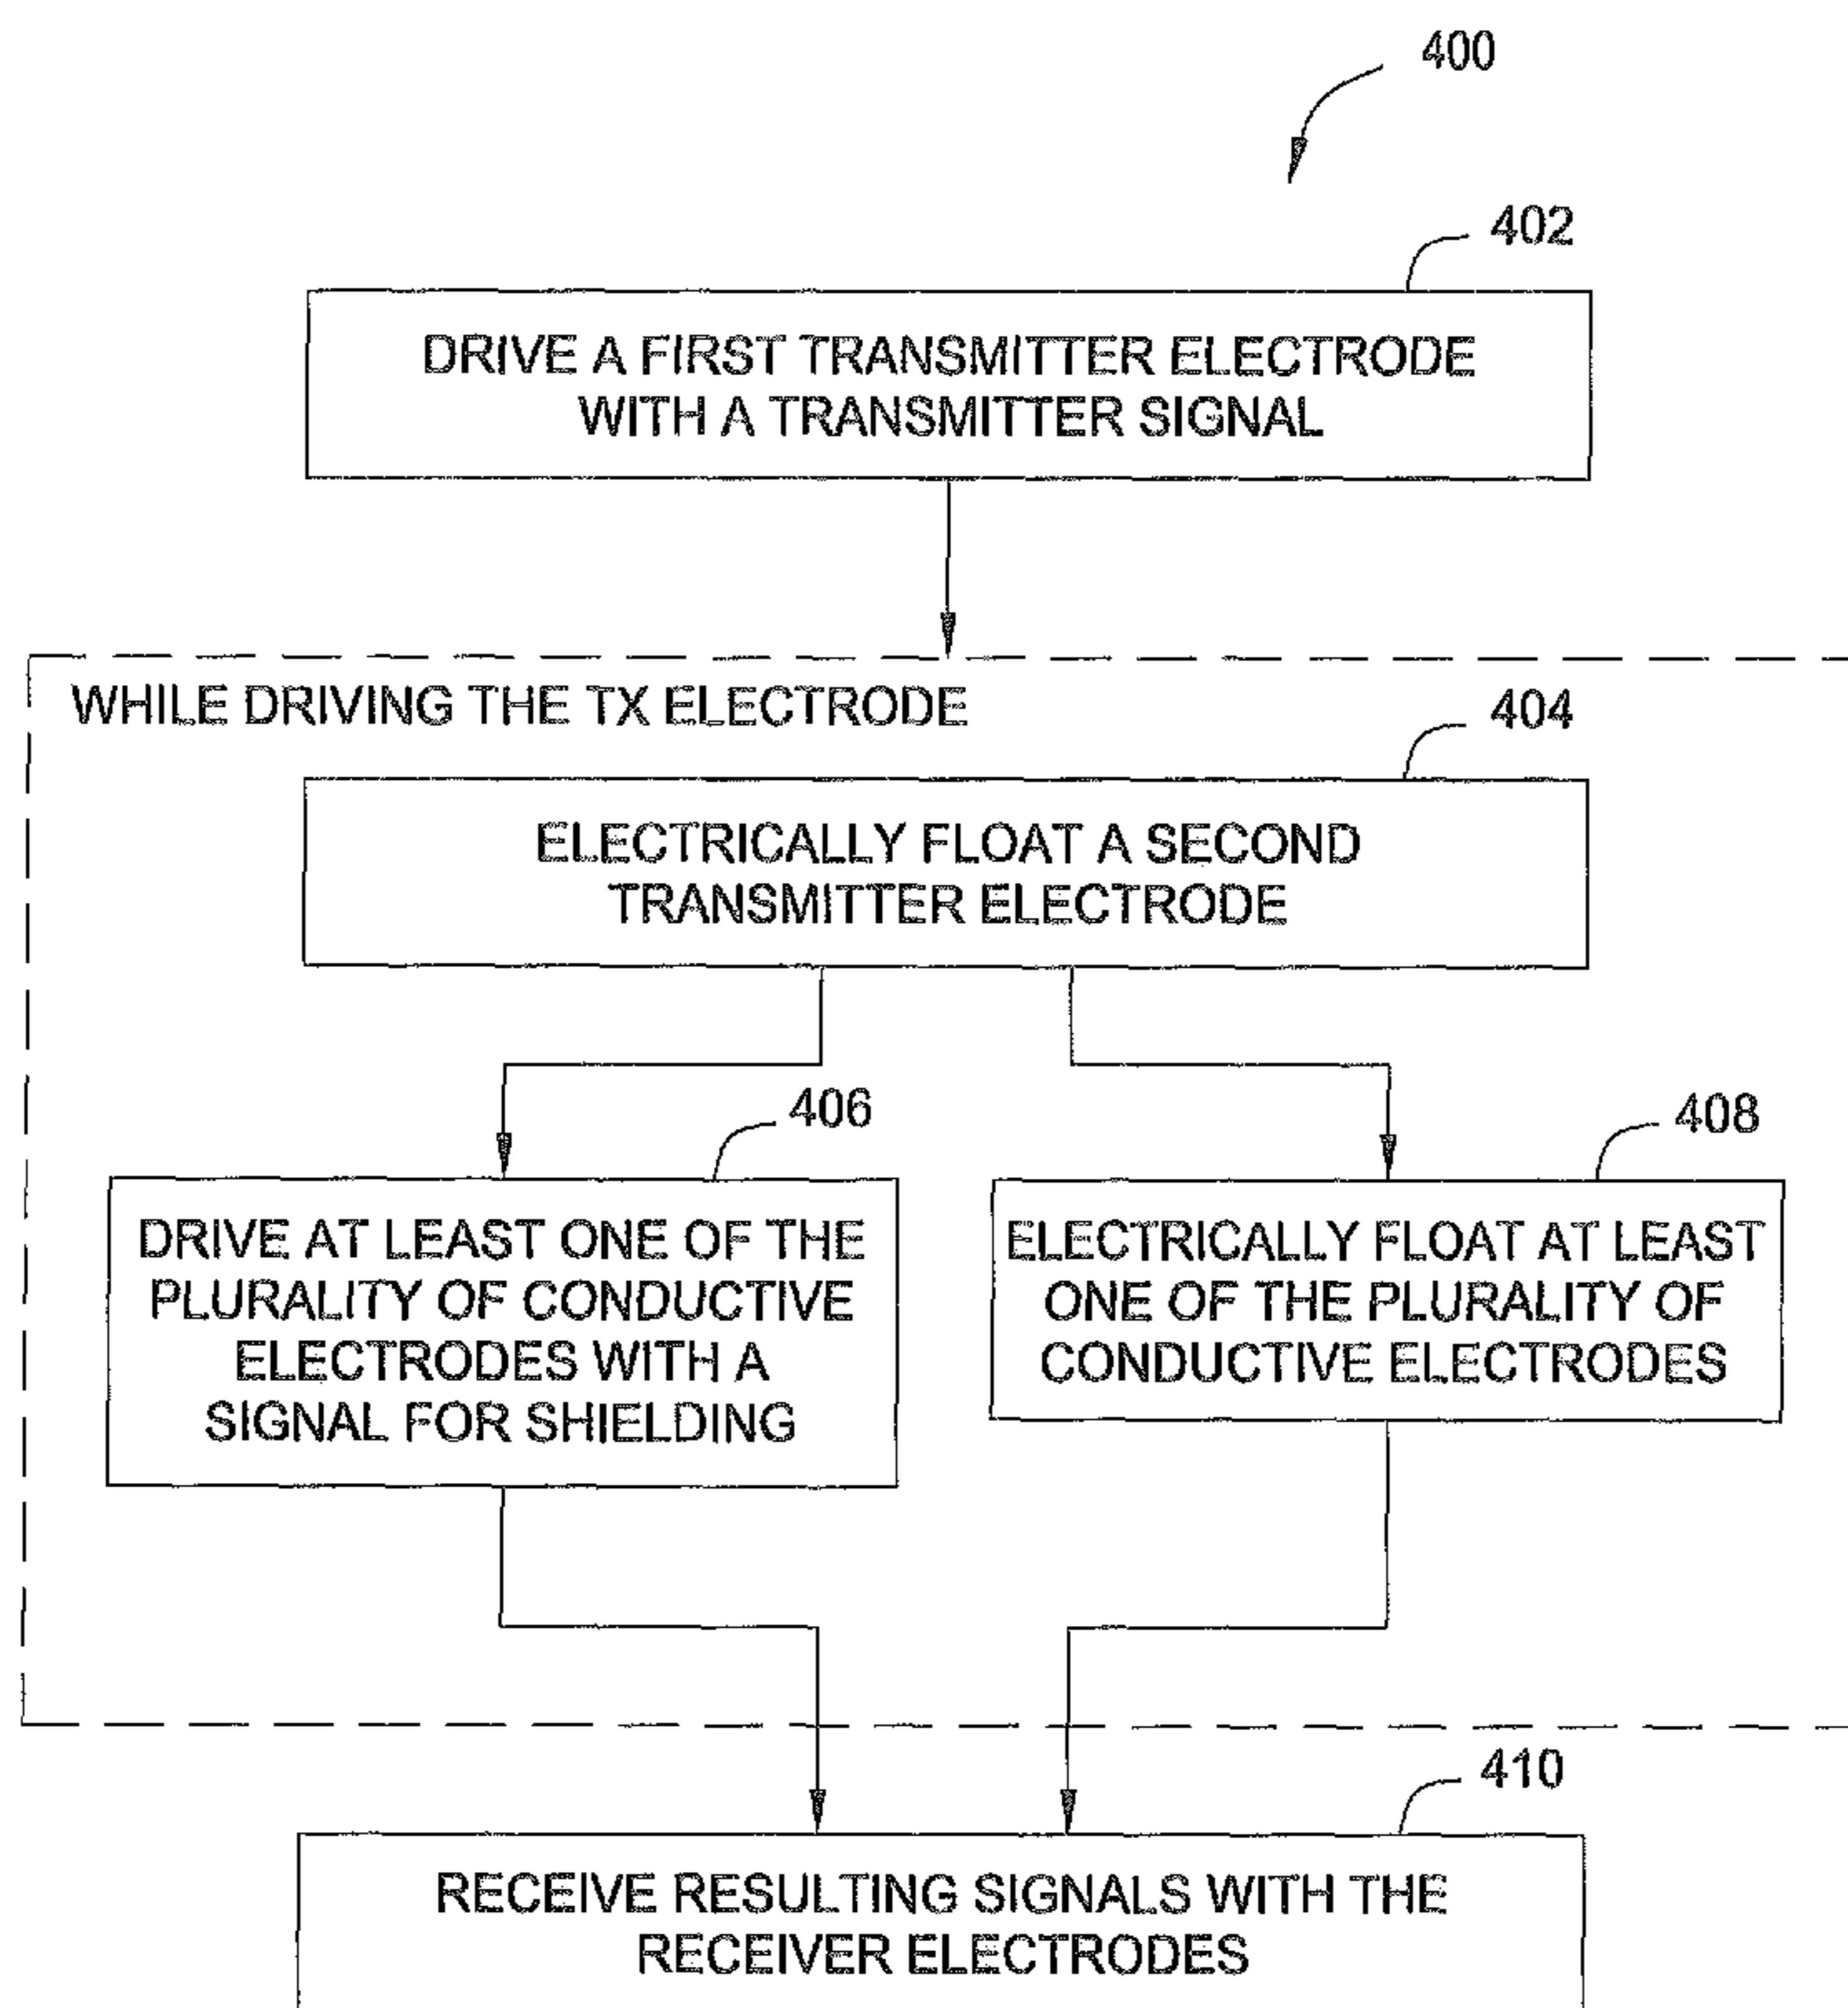 400
402
DRIVE A FIRST TRANSMITTER ELECTRODE
WITH A TRANSMITTER SIGNAL
WHILE DRIVING THE TX ELECTRODE
404
ELECTRICALLY FLOAT A SECOND
TRANSMITTER ELECTRODE
406
DRIVE AT LEAST ONE OF THE
PLURALITY OF CONDUCTIVE
ELECTRODES WITH A
SIGNAL FOR SHIELDING
408
ELECTRICALLY FLOAT AT LEAST
ONE OF THE PLURALITY OF
CONDUCTIVE ELECTRODES
410
RECEIVE RESULTING SIGNALS WITH THE
RECEIVER ELECTRODES